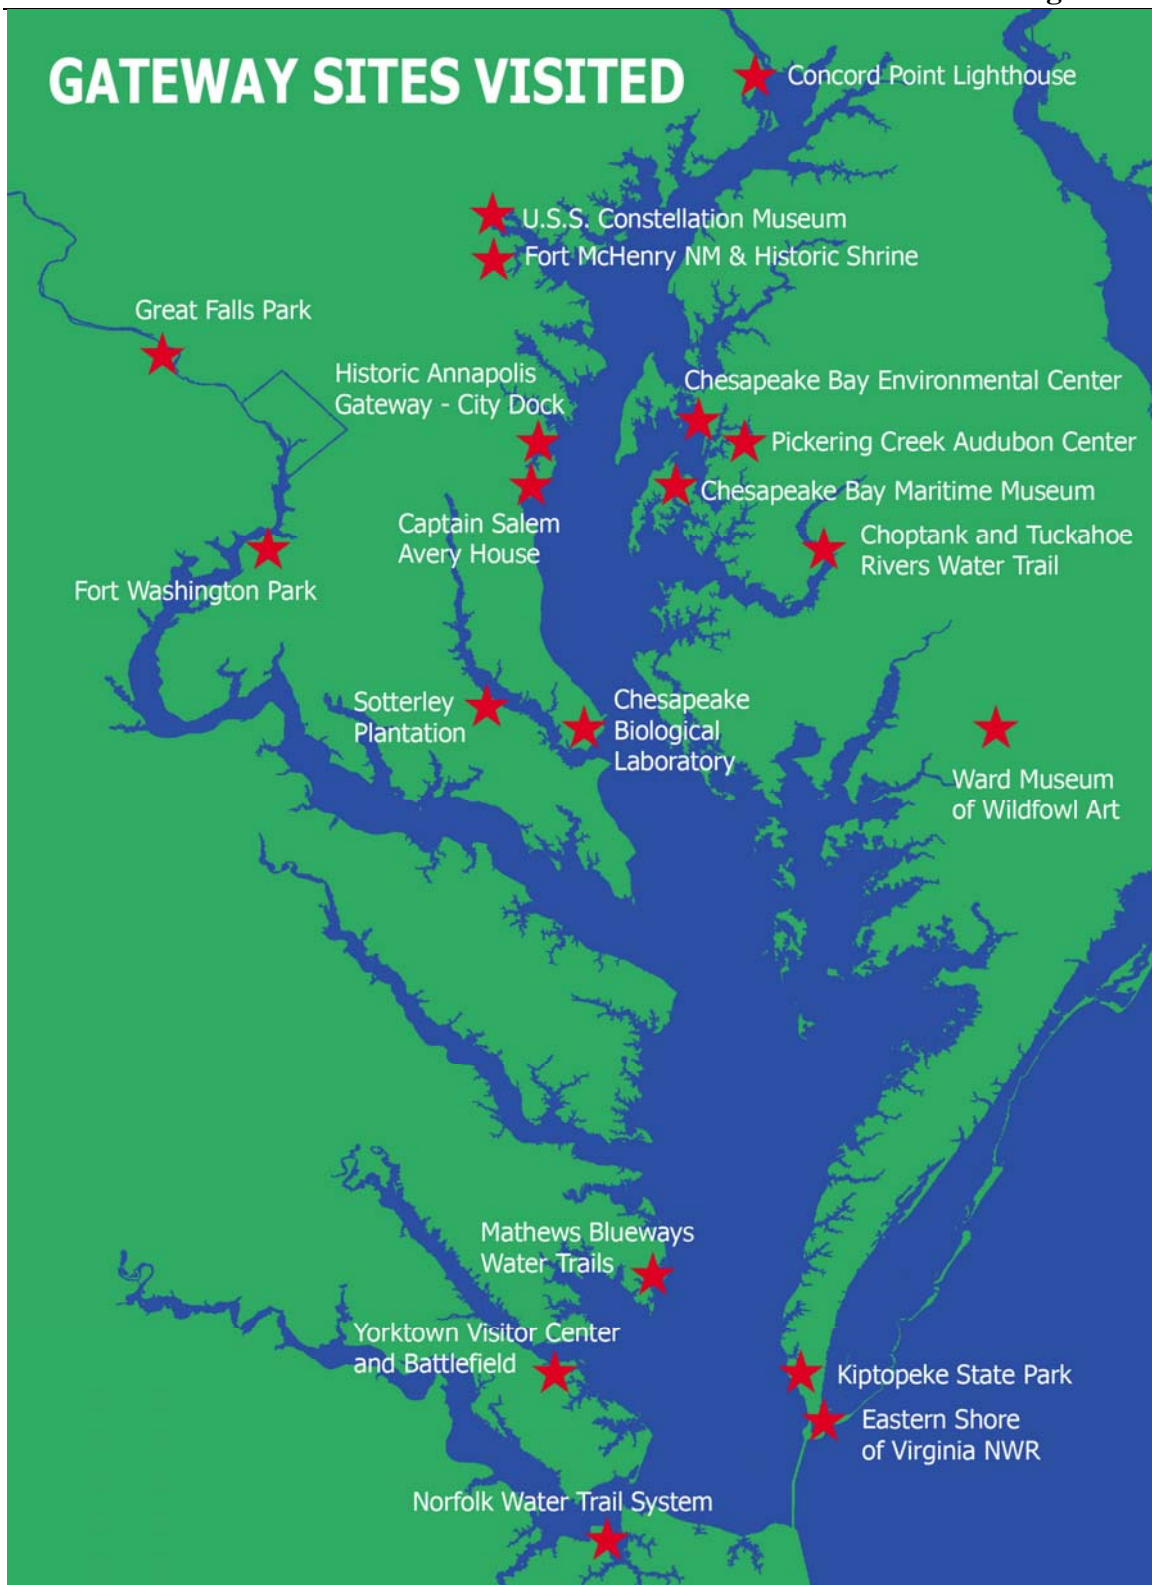 GATEWAY SITES VISITED
Concord Point Lighthouse
U.S.S. Constellation Museum
Fort McHenry NM & Historic Shrine
Great Falls Park
Historic Annapolis
Gateway - City Dock
Chesapeake Bay Environmental Center
Pickering Creek Audubon Center
Chesapeake Bay Maritime Museum
Captain Salem
Avery House
Choptank and Tuckahoe
Rivers Water Trail
Fort Washington Park
Sotterley
Plantation
Chesapeake
Biological
Laboratory
Ward Museum
of Wildfowl Art
Mathews Blueways
Water Trails
Yorktown Visitor Center
and Battlefield
Kiptopeke State Park
Eastern Shore
of Virginia NWR
Norfolk Water Trail System